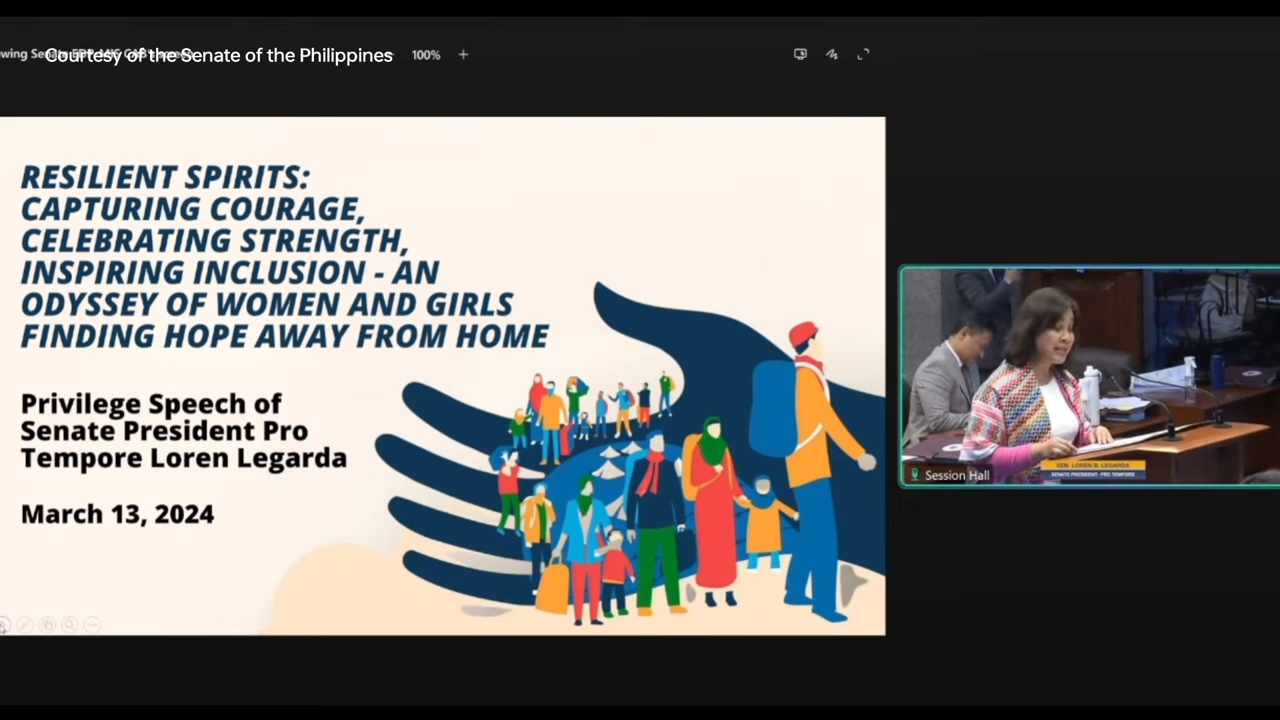 Courtesy of the Senate of the Philippines
100%
RESILIENT SPIRITS:
CAPTURING COURAGE,
CELEBRATING STRENGTH,
INSPIRING INCLUSION - AN
ODYSSEY OF WOMEN AND GIRLS
FINDING HOPE AWAY FROM HOME
Privilege Speech of
Senate President Pro
Tempore Loren Legarda
March 13, 2024
SEN. LOREN B. LEGARDA
SENATE PRESIDENT- PRO TEMPORE
Session Hall